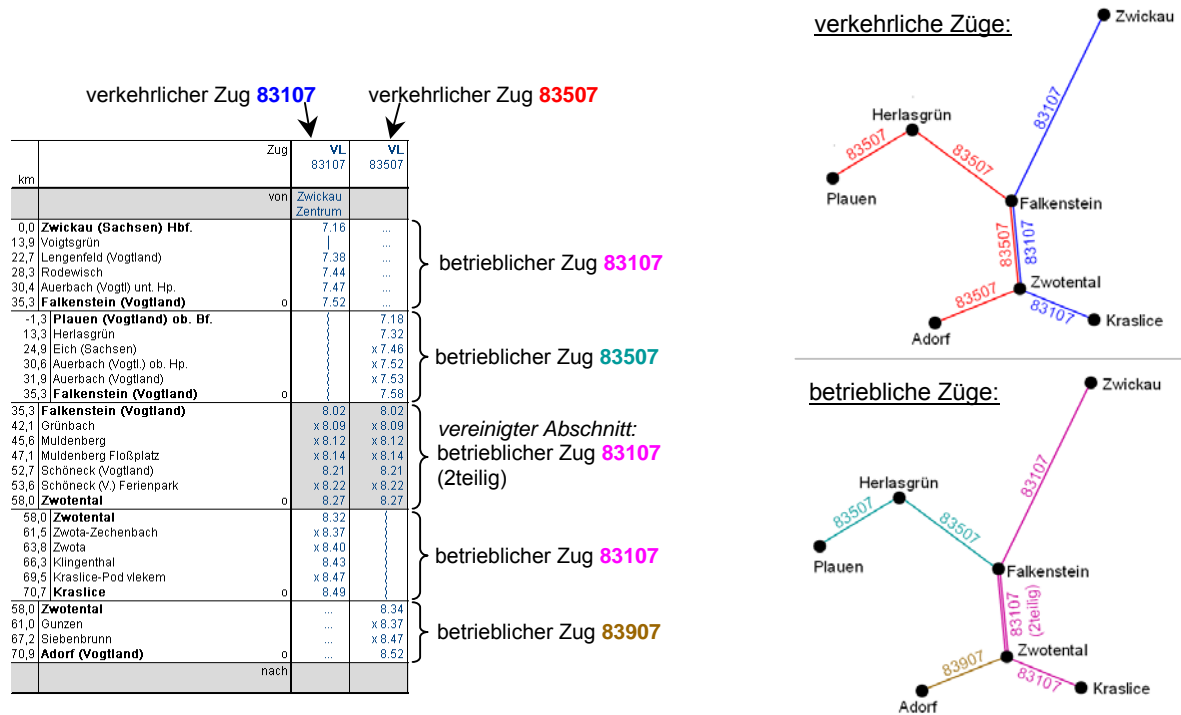 verkehrlicher Zug 83107 verkehrlicher Zug 83507
Zug VL VL
83107 83507
km
von Zwickau
Zentrum
0,0 Zwickau (Sachsen) Hbf. 7.16 ...
13,9 Voigtsgrün | ...
22,7 Lengenfeld (Vogtland) 7.38 ...
28,3 Rodewisch 7.44 ...
30,4 Auerbach (Vogtl) unt. Hp. 7.47 ...
35,3 Falkenstein (Vogtland) o 7.52 ...
betrieblicher Zug 83107
-1,3 Plauen (Vogtland) ob. Bf. 7.18
13,3 Herlasgrün 7.32
24,9 Eich (Sachsen) x 7.46
30,6 Auerbach (Vogtl.) ob. Hp. x 7.52
31,9 Auerbach (Vogtland) x 7.53
35,3 Falkenstein (Vogtland) o 7.58
betrieblicher Zug 83507
35,3 Falkenstein (Vogtland) 8.02 8.02
42,1 Grünbach x 8.09 x 8.09
45,6 Muldenberg x 8.12 x 8.12
47,1 Muldenberg Floßplatz x 8.14 x 8.14
52,7 Schöneck (Vogtland) 8.21 8.21
53,6 Schöneck (V.) Ferienpark x 8.22 x 8.22
58,0 Zwotental o 8.27 8.27
vereinigter Abschnitt:
betrieblicher Zug 83107
(2teilig)
58,0 Zwotental 8.32
61,5 Zwota-Zechenbach x 8.37
63,8 Zwota x 8.40
66,3 Klingenthal 8.43
69,5 Kraslice-Pod vlekem x 8.47
70,7 Kraslice o 8.49
betrieblicher Zug 83107
58,0 Zwotental ... 8.34
61,0 Gunzen ... x 8.37
67,2 Siebenbrunn ... x 8.47
70,9 Adorf (Vogtland) o ... 8.52
betrieblicher Zug 83907
nach
verkehrliche Züge:
Zwickau
83107
Herlasgrün
83507
83507
Plauen
Falkenstein
83507
83107
Zwotental
83507
83107
Adorf
Kraslice
betriebliche Züge:
Zwickau
83107
Herlasgrün
83507
83507
Plauen
Falkenstein
83107
(2teilig)
Zwotental
83907
83107
Adorf
Kraslice